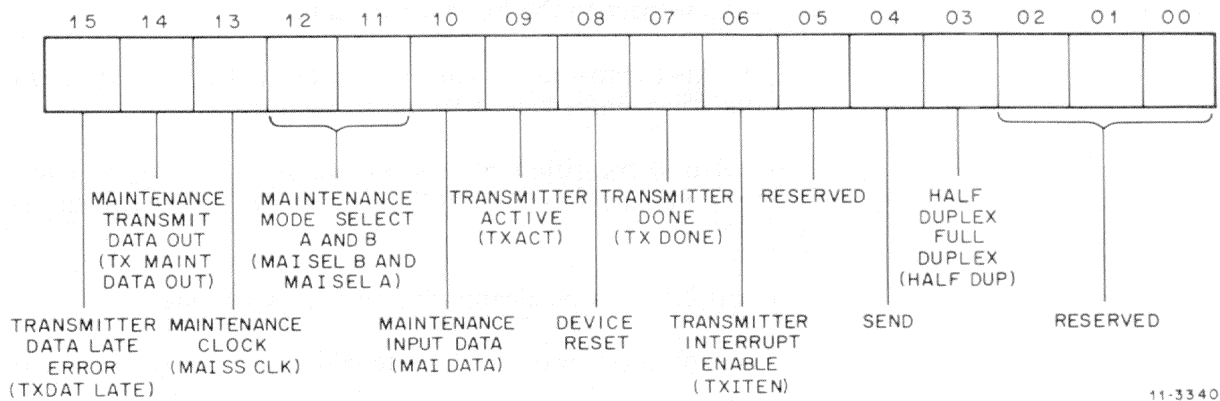 15 14 13 12 11 10 09 08 07 06 05 04 03 02 01 00
MAINTENANCE
TRANSMIT
DATA OUT
(TX MAINT
DATA OUT)
MAINTENANCE
MODE SELECT
A AND B
(MAI SEL B AND
MAI SEL A)
TRANSMITTER
ACTIVE
(TXACT)
TRANSMITTER
DONE
(TX DONE)
RESERVED
HALF
DUPLEX
FULL
DUPLEX
(HALF DUP)
TRANSMITTER
DATA LATE
ERROR
(TXDAT LATE)
MAINTENANCE
CLOCK
(MAI SS CLK)
MAINTENANCE
INPUT DATA
(MAI DATA)
DEVICE
RESET
TRANSMITTER
INTERRUPT
ENABLE
(TXITEN)
SEND
RESERVED
11-3340